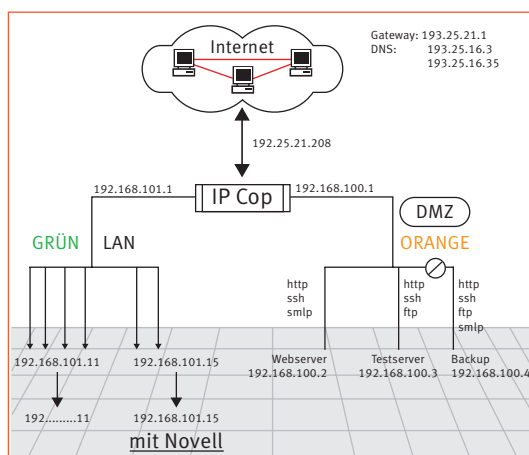 Internet
Gateway: 193.25.21.1
DNS: 193.25.16.3
193.25.16.35
192.25.21.208
192.168.101.1
IP Cop
192.168.100.1
DMZ
GRÜN LAN
ORANGE
http
ssh
smlp
http
ssh
ftp
http
ssh
ftp
smlp
192.168.101.11
192.168.101.15
Webserver
192.168.100.2
Testserver
192.168.100.3
Backup
192.168.100.4
192.........11
192.168.101.15
mit Novell